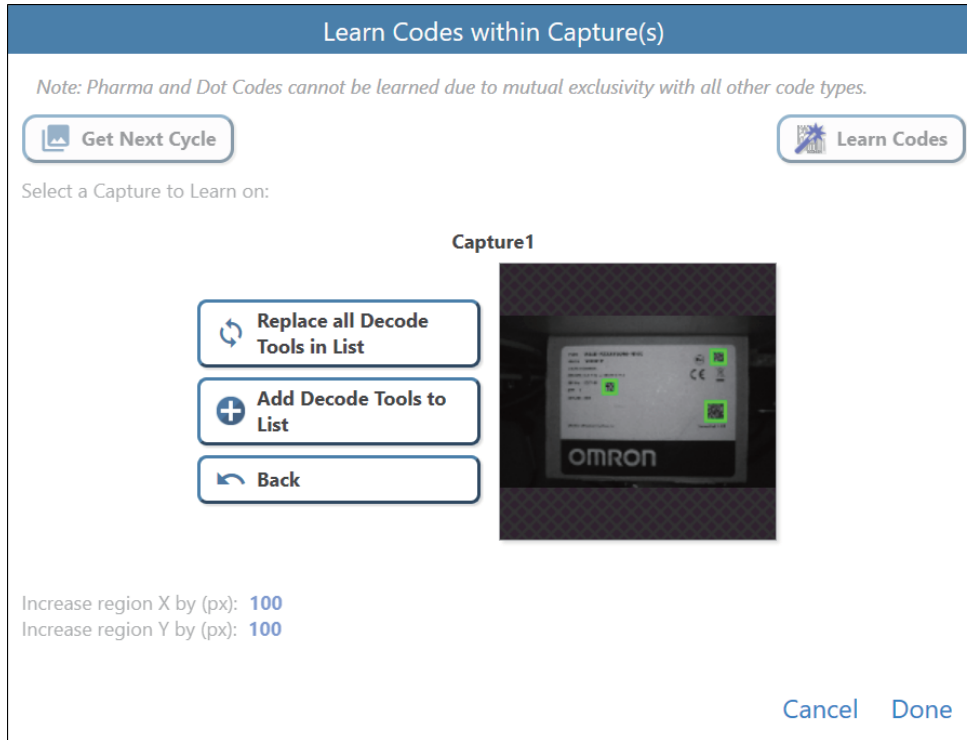 Learn Codes within Capture(s)
Note: Pharma and Dot Codes cannot be learned due to mutual exclusivity with all other code types.
Get Next Cycle
Learn Codes
Select a Capture to Learn on:
Capture1
Replace all Decode
Tools in List
Add Decode Tools to
List
Back
CE
OMRON
Increase region X by (px): 100
Increase region Y by (px): 100
Cancel
Done